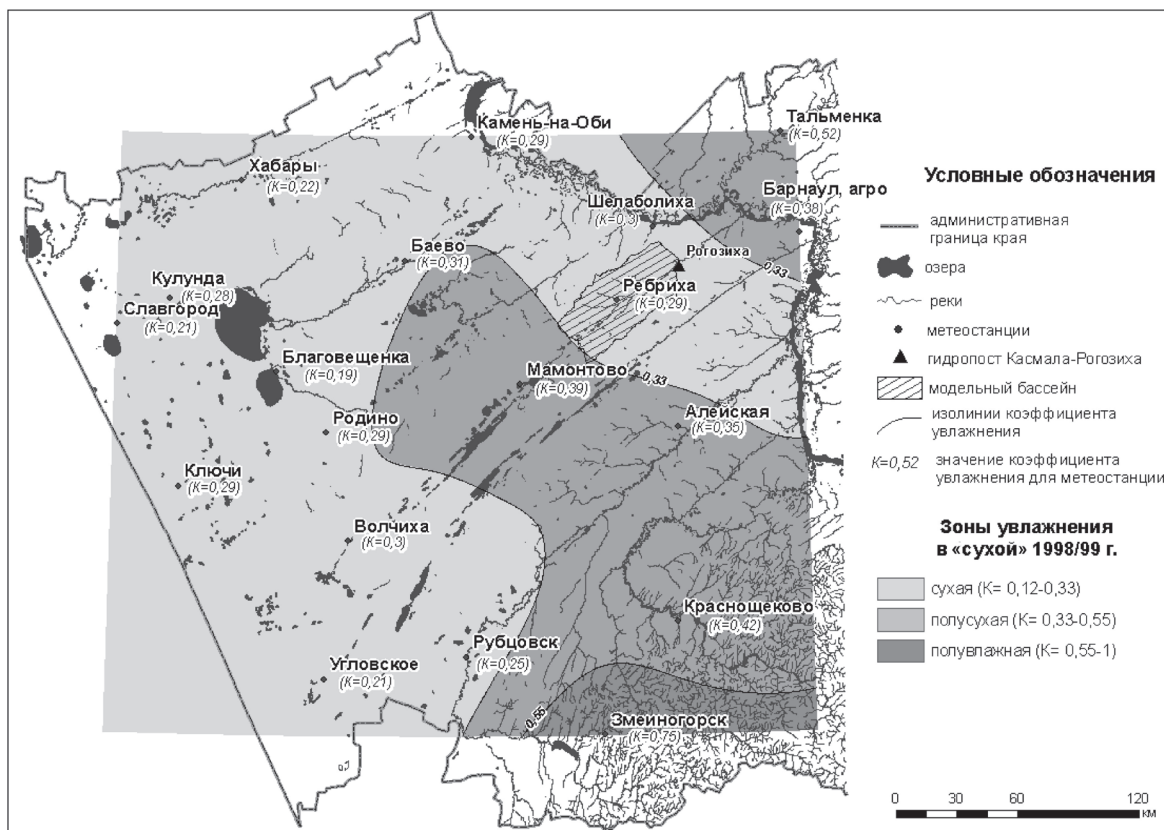 Камень-на-Оби
(K=0,29)
Тальменка
(K=0,52)
Хабары
(K=0,22)
Барнаул, агро
(K=0,38)
Шелаболиха
(K=0,3)
Баево
(K=0,31)
Рогозиха
0,33
Кулунда
(K=0,28)
Славгород
(K=0,21)
Ребриха
(K=0,29)
Благовещенка
(K=0,19)
Мамонтово
(K=0,39)
0,33
Родино
(K=0,29)
Алейская
(K=0,35)
Ключи
(K=0,29)
Волчиха
(K=0,3)
Краснощеково
(K=0,42)
Рубцовск
(K=0,25)
Угловское
(K=0,21)
0,55
Змеиногорск
(K=0,75)
Условные обозначения
административная
граница края
озера
реки
метеостанции
гидропост Касмала-Рогозиха
модельный бассейн
изолинии коэффициента
увлажнения
K=0,52 значение коэффициента
увлажнения для метеостанции
Зоны увлажнения
в «сухой» 1998/99 г.
сухая (K= 0,12-0,33)
полусухая (K= 0,33-0,55)
полувлажная (K= 0,55-1)
0 30 60 120
км